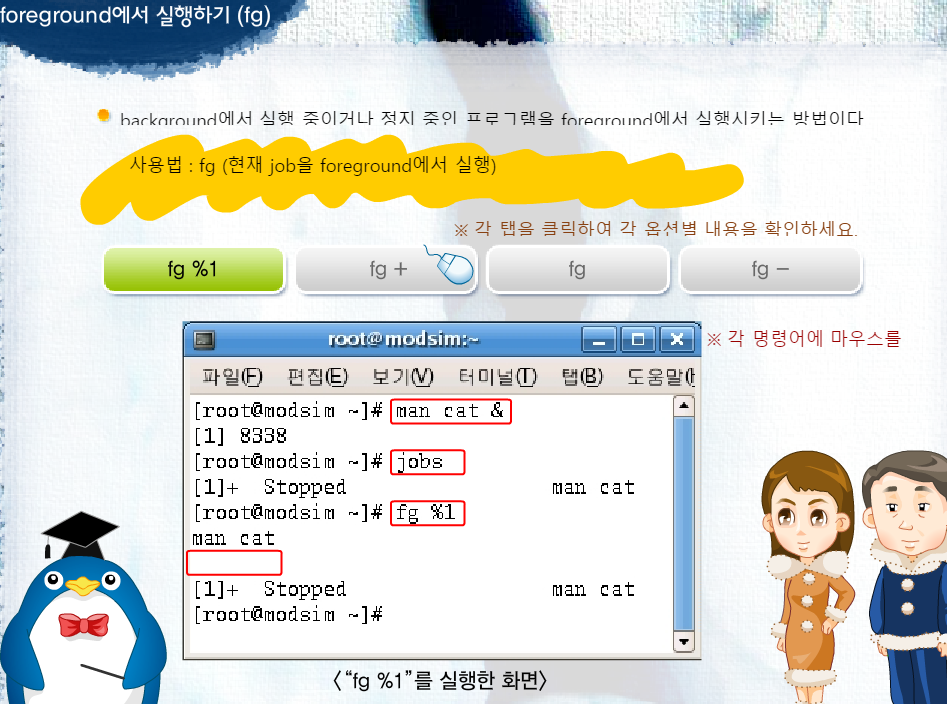 foreground에서 실행하기 (fg)
background에서 실행 중이거나 정지 중인 프로그램을 foreground에서 실행시키는 방법이다
사용법 : fg (현재 job을 foreground에서 실행)
※ 각 탭을 클릭하여 각 옵션별 내용을 확인하세요.
fg %1 fg + fg fg –
root@modsim:~
※ 각 명령어에 마우스를
파일(F) 편집(E) 보기(V) 터미널(T) 탭(B) 도움말(H
[root@modsim ~]# man cat &
[1] 8338
[root@modsim ~]# jobs
[1]+ Stopped man cat
[root@modsim ~]# fg %1
man cat
[1]+ Stopped man cat
[root@modsim ~]#
〈“fg %1”를 실행한 화면〉